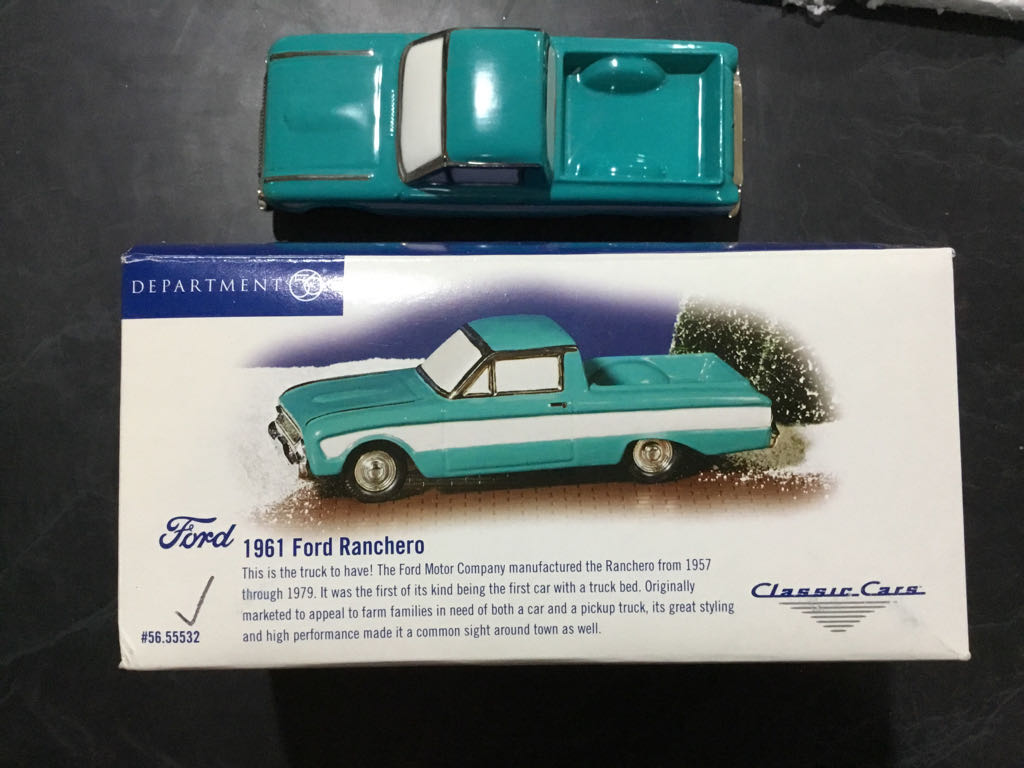 DEPARTMENT 56
Ford
1961 Ford Ranchero
This is the truck to have! The Ford Motor Company manufactured the Ranchero from 1957
through 1979. It was the first of its kind being the first car with a truck bed. Originally
marketed to appeal to farm families in need of both a car and a pickup truck, its great styling
and high performance made it a common sight around town as well.
#56.55532
Classic Cars